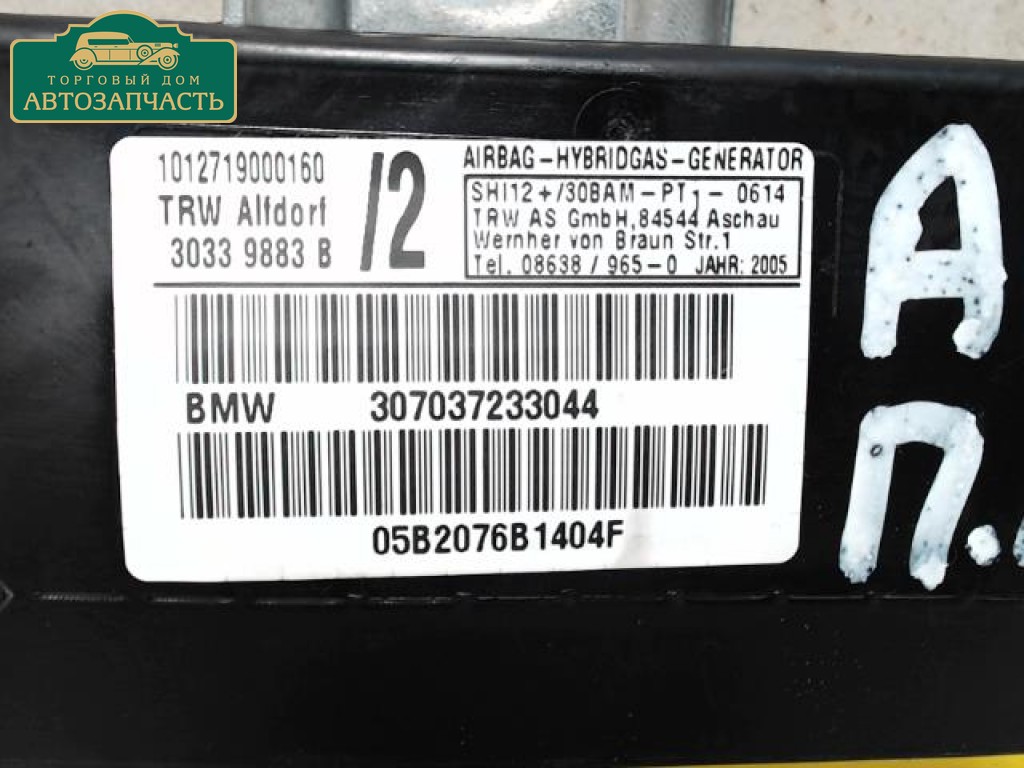 ТОРГОВЫЙ ДОМ
АВТОЗАПЧАСТЬ
1012719000160
TRW Alfdorf
3033 9883 B
/2
AIRBAG-HYBRIDGAS-GENERATOR
SHI12+/30BAM-PT1-0614
TRW AS GmbH,84544 Aschau
Wernher von Braun Str.1
Tel. 08638 / 965-0 JAHR: 2005
BMW 307037233044
05B2076B1404F
А
П.